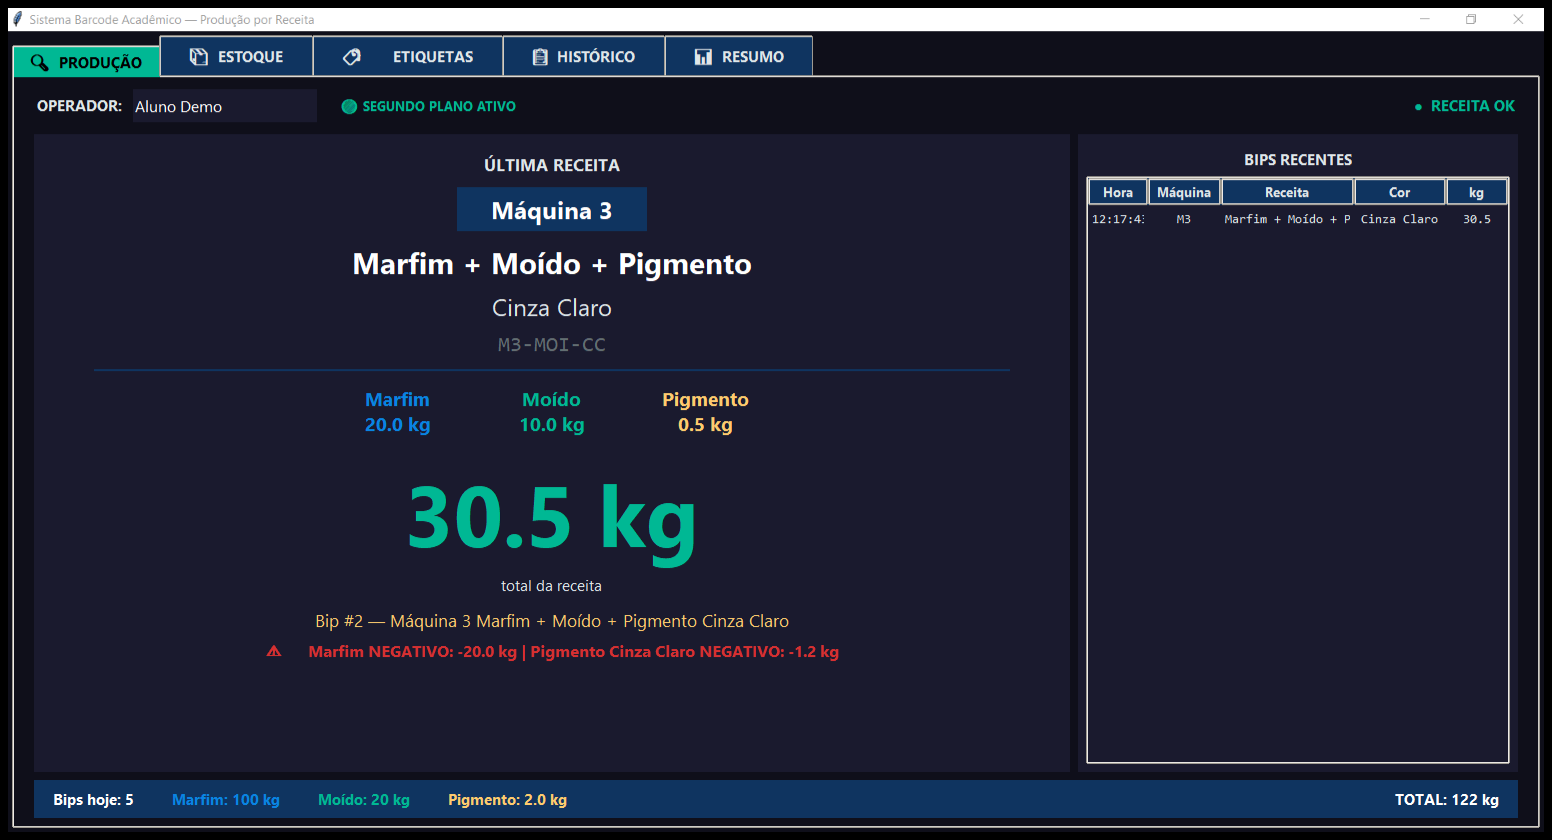 Sistema Barcode Acadêmico — Produção por Receita
PRODUÇÃO
ESTOQUE
ETIQUETAS
HISTÓRICO
RESUMO
OPERADOR: Aluno Demo
SEGUNDO PLANO ATIVO
● RECEITA OK
ÚLTIMA RECEITA
Máquina 3
Marfim + Moído + Pigmento
Cinza Claro
M3-MOI-CC
Marfim Moído Pigmento
20.0 kg 10.0 kg 0.5 kg
30.5 kg
total da receita
Bip #2 — Máquina 3 Marfim + Moído + Pigmento Cinza Claro
⚠ Marfim NEGATIVO: -20.0 kg | Pigmento Cinza Claro NEGATIVO: -1.2 kg
BIPS RECENTES
Hora Máquina Receita Cor kg
12:17:43 M3 Marfim + Moído + P Cinza Claro 30.5
Bips hoje: 5 Marfim: 100 kg Moído: 20 kg Pigmento: 2.0 kg TOTAL: 122 kg